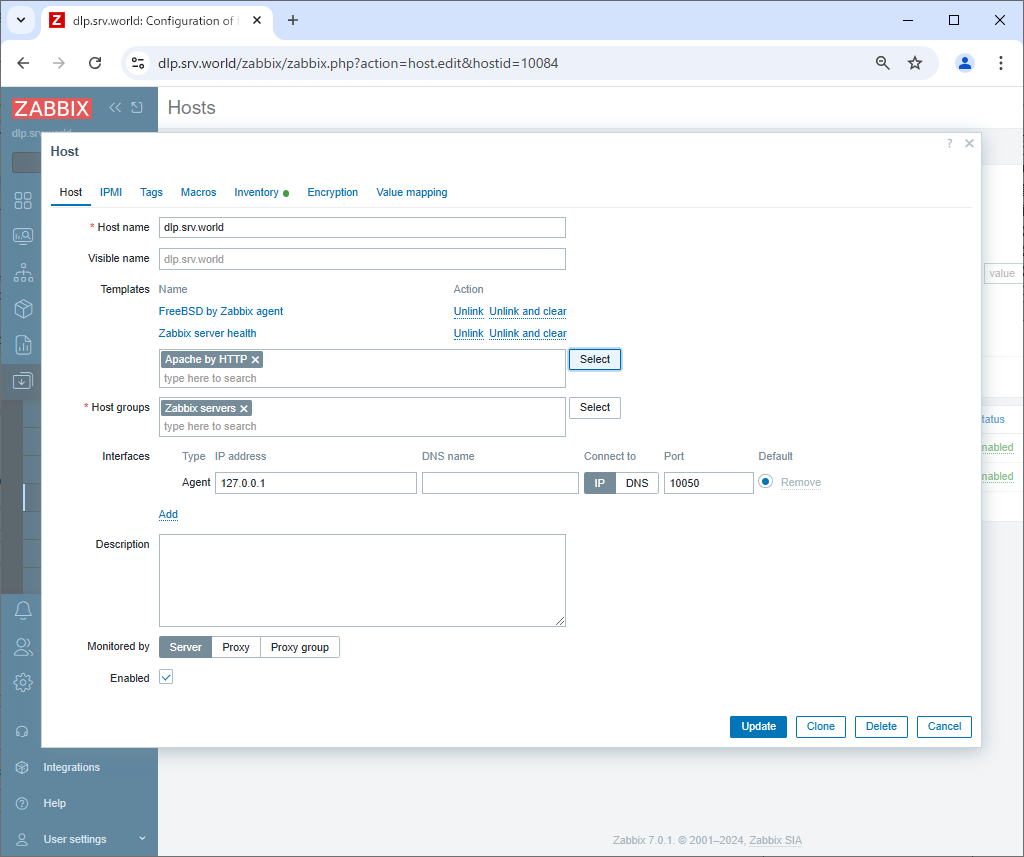 dlp.srv.world: Configuration of
dlp.srv.world/zabbix/zabbix.php?action=host.edit&hostid=10084
ZABBIX
Hosts
Host
?
Host IPMI Tags Macros Inventory Encryption Value mapping
* Host name dlp.srv.world
Visible name dlp.srv.world
value
Templates Name Action
FreeBSD by Zabbix agent Unlink Unlink and clear
Zabbix server health Unlink Unlink and clear
Apache by HTTP Select
type here to search
* Host groups Zabbix servers Select
type here to search
Interfaces Type IP address DNS name Connect to Port Default
Agent 127.0.0.1 IP DNS 10050 Remove
Add
Description
Monitored by Server Proxy Proxy group
Enabled
Update Clone Delete Cancel
Integrations
Help
User settings
Zabbix 7.0.1. © 2001–2024, Zabbix SIA